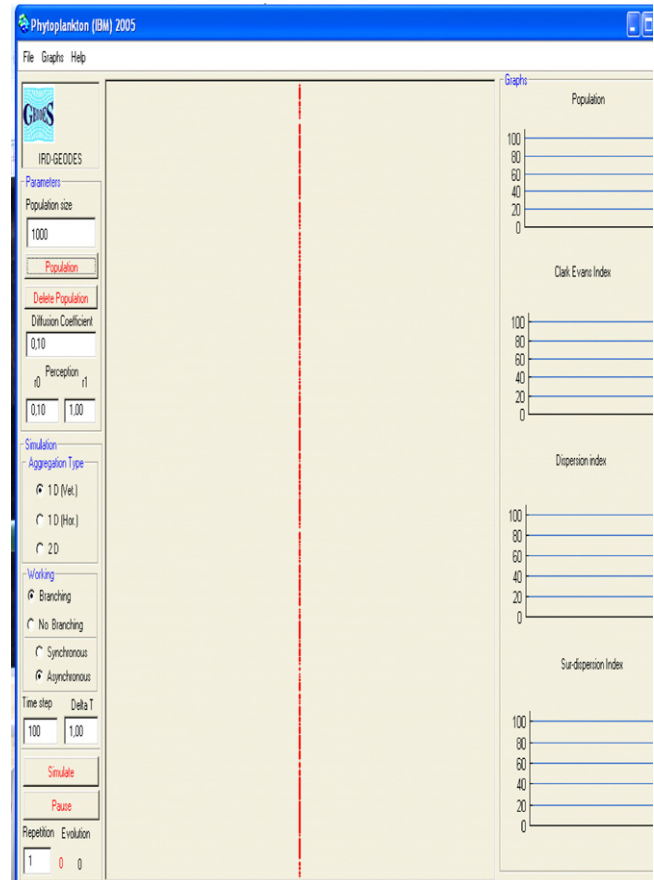 Phytoplankton (IBM) 2005
File Graphs Help
GEODES
IRD-GEODES
Parameters
Population size
1000
Population
Delete Population
Diffusion Coefficient
0,10
Perception
r0 r1
0,10 1,00
Simulation
Aggregation Type
1 D (Vet.)
1 D (Hor.)
2 D
Working
Branching
No Branching
Synchronous
Asynchronous
Time step Delta T
100 1,00
Simulate
Pause
Repetition Evolution
1 0 0
Graphs
Population
100
80
60
40
20
0
Clark Evans Index
100
80
60
40
20
0
Dispersion index
100
80
60
40
20
0
Sur-dispersion Index
100
80
60
40
20
0